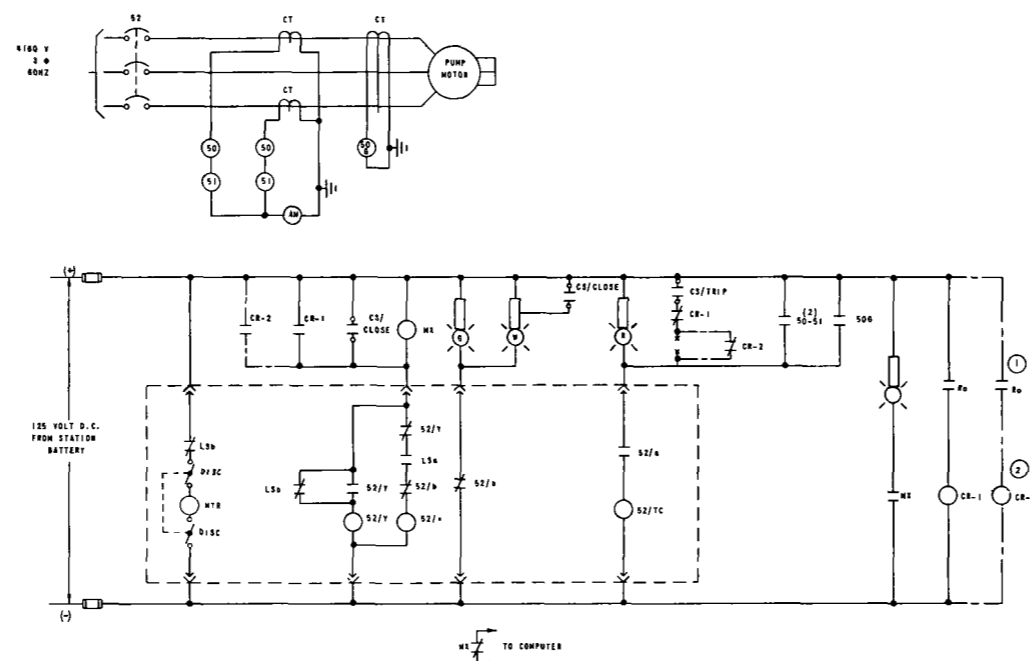 52
CT
CT
4160 V
3 Φ
60HZ
PUMP
MOTOR
CT
50
50
50
G
51
51
AM
(+)
CR-2
CR-1
CS/
CLOSE
MX
G
W
CS/CLOSE
R
CS/TRIP
CR-1
CR-2
(2)
50-51
50G
125 VOLT D.C.
FROM STATION
BATTERY
LSb
DISC
MTR
DISC
52/Y
LSa
LSb
52/Y
52/b
52/Y
52/b
52/a
52/TC
MX
Ra
CR-1
1
Ra
2
CR-
(-)
MX
TO COMPUTER